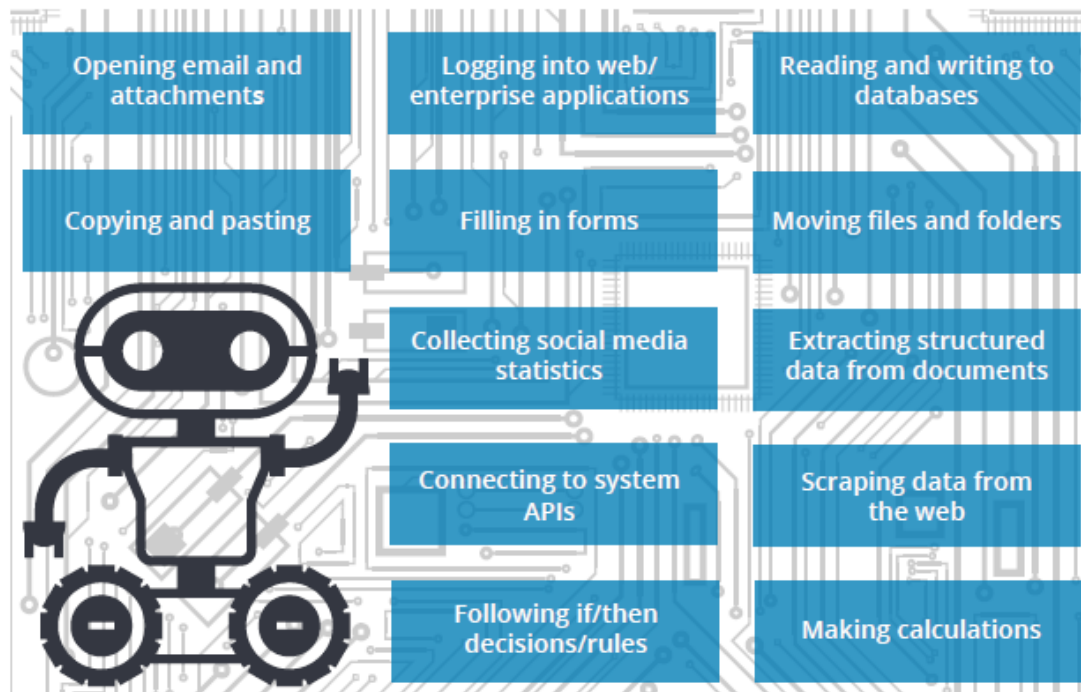 Opening email and
attachments
Logging into web/
enterprise applications
Reading and writing to
databases
Copying and pasting
Filling in forms
Moving files and folders
Collecting social media
statistics
Extracting structured
data from documents
Connecting to system
APIs
Scraping data from
the web
Following if/then
decisions/rules
Making calculations